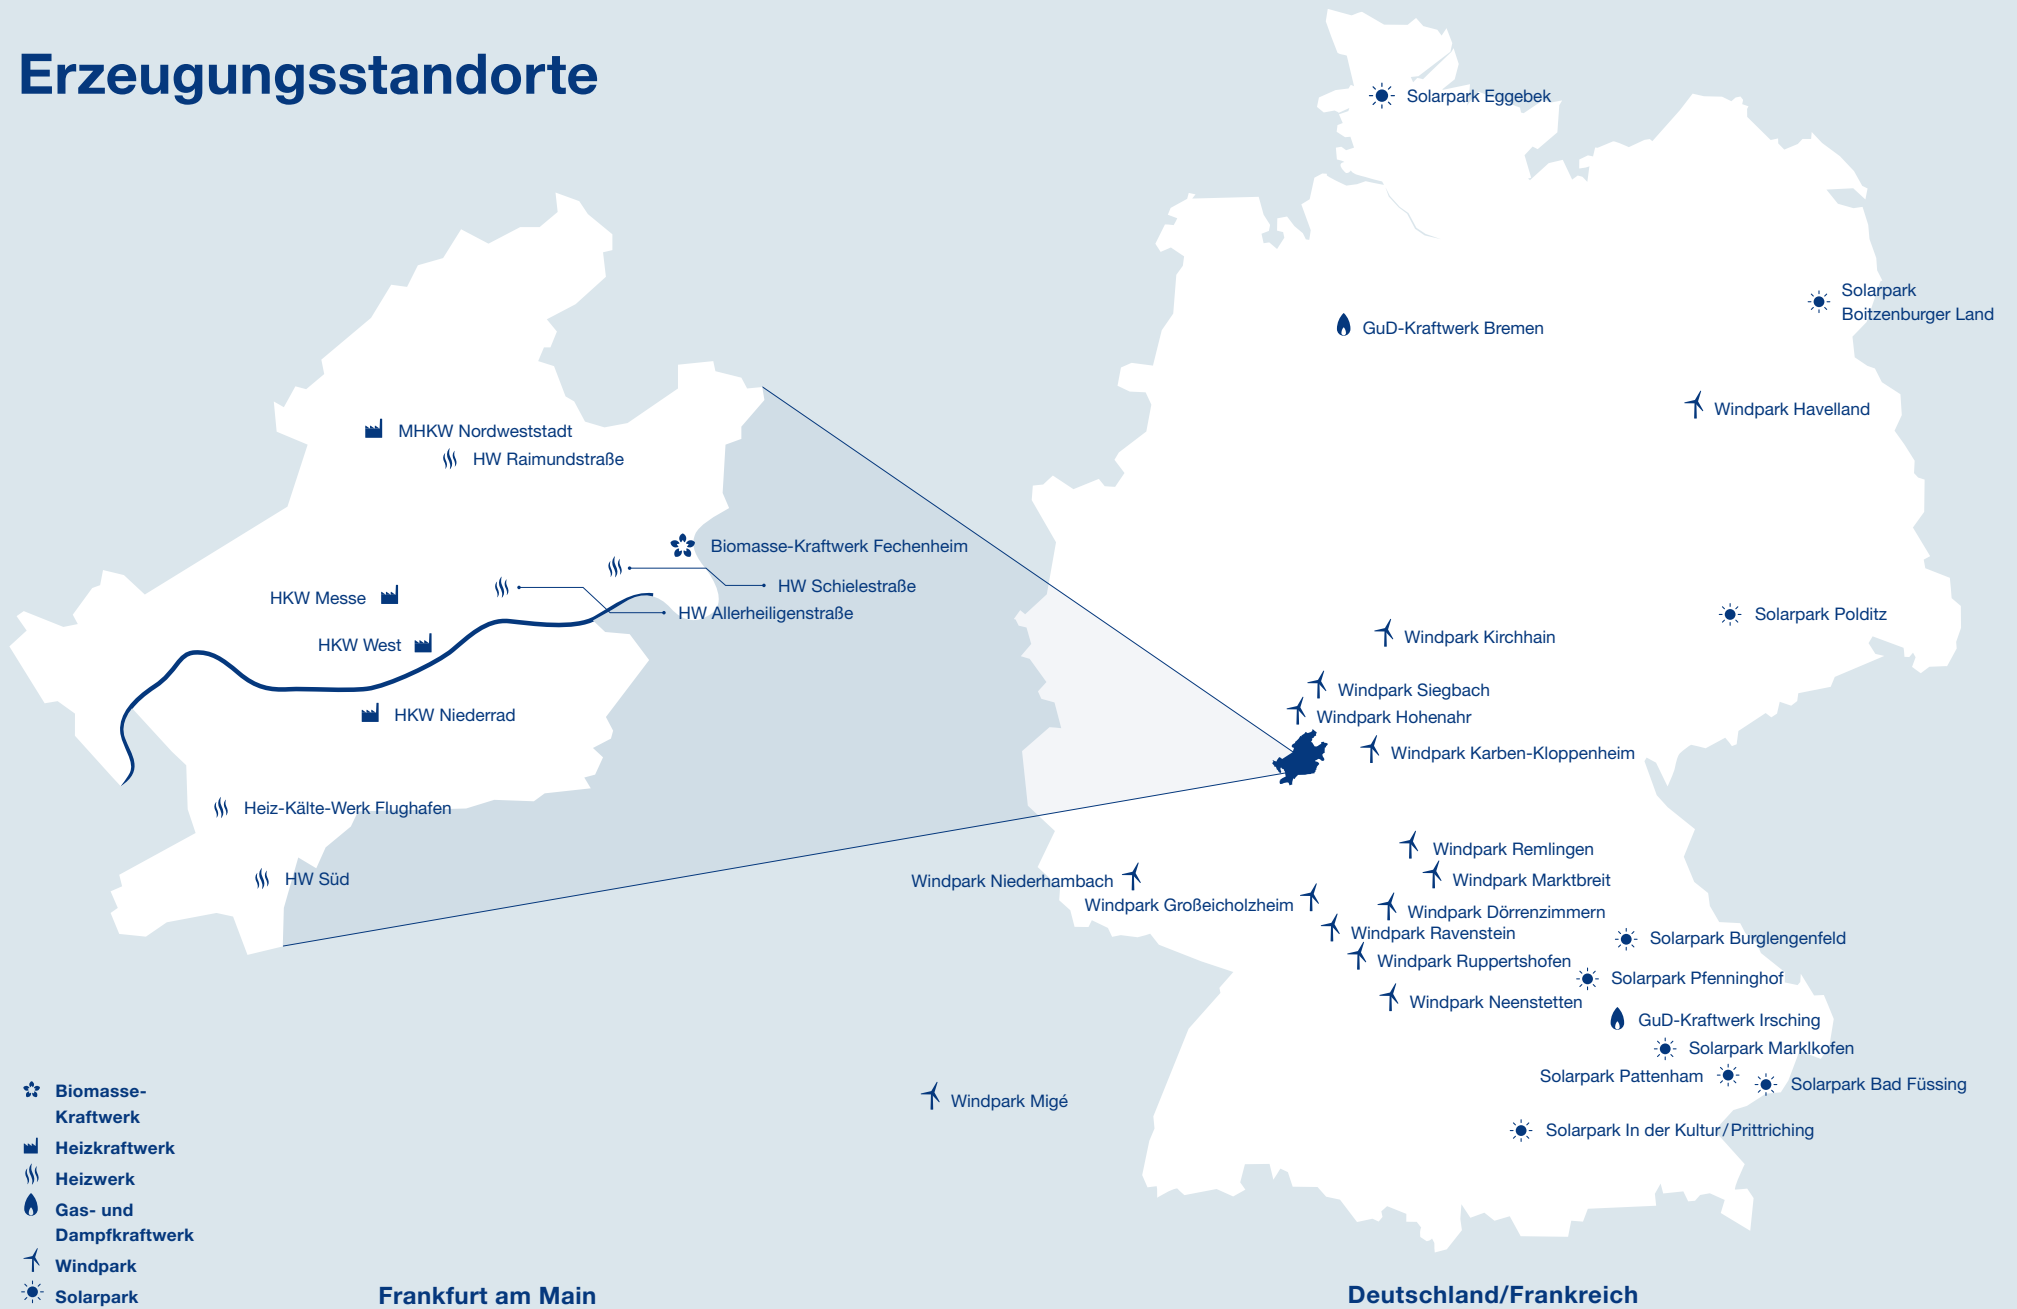 Erzeugungsstandorte
MHKW Nordweststadt
HW Raimundstraße
Biomasse-Kraftwerk Fechenheim
HW Schielestraße
HKW Messe
HW Allerheiligenstraße
HKW West
HKW Niederrad
Heiz-Kälte-Werk Flughafen
HW Süd
Solarpark Eggebek
Solarpark
Boitzenburger Land
GuD-Kraftwerk Bremen
Windpark Havelland
Solarpark Polditz
Windpark Kirchhain
Windpark Siegbach
Windpark Hohenahr
Windpark Karben-Kloppenheim
Windpark Remlingen
Windpark Niederhambach
Windpark Marktbreit
Windpark Großeicholzheim
Windpark Dörrenzimmern
Windpark Ravenstein
Solarpark Burglengenfeld
Windpark Ruppertshofen
Solarpark Pfenninghof
Windpark Neenstetten
GuD-Kraftwerk Irsching
Solarpark Marklkofen
Solarpark Pattenham
Solarpark Bad Füssing
Windpark Migé
Solarpark In der Kultur/Prittriching
Biomasse-
Kraftwerk
Heizkraftwerk
Heizwerk
Gas- und
Dampfkraftwerk
Windpark
Solarpark
Frankfurt am Main
Deutschland/Frankreich